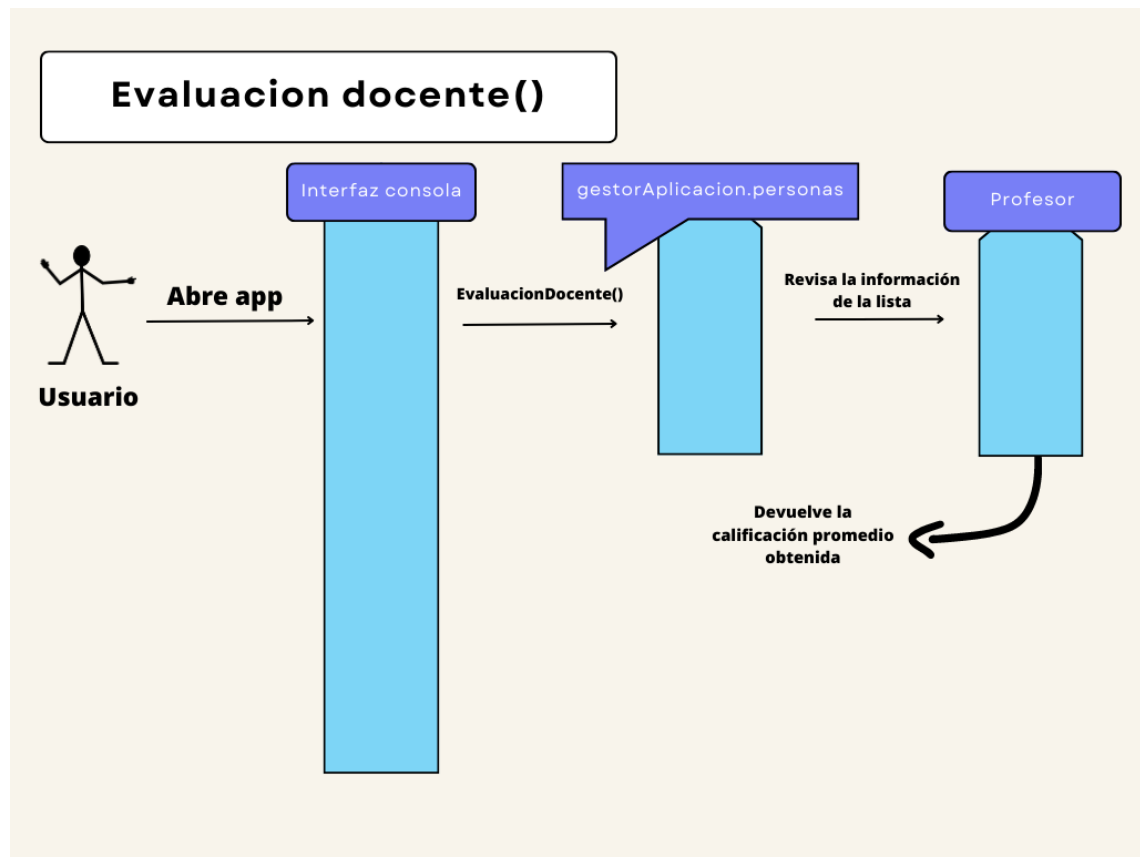 Evaluacion docente()
Interfaz consola
gestorAplicacion.personas
Profesor
Abre app
EvaluacionDocente()
Revisa la información
de la lista
Usuario
Devuelve la
calificación promedio
obtenida